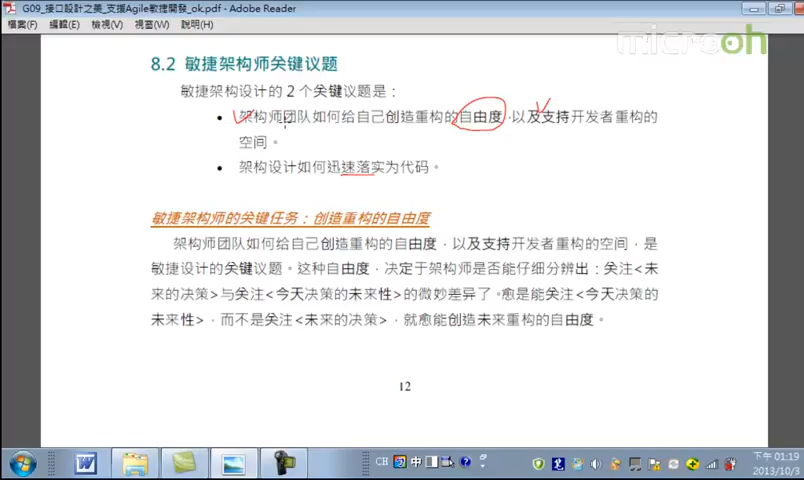 G09_接口設計之美_支援Agile敏捷開發_ok.pdf - Adobe Reader
檔案(F) 編輯(E) 檢視(V) 視窗(W) 說明(H)
microoh
8.2 敏捷架构师关键议题
敏捷架构设计的 2 个关键议题是：
• 架构师团队如何给自己创造重构的自由度，以及支持开发者重构的
空间。
• 架构设计如何迅速落实为代码。
敏捷架构师的关键任务：创造重构的自由度
架构师团队如何给自己创造重构的自由度，以及支持开发者重构的空间，是
敏捷设计的关键议题。这种自由度，决定于架构师是否能仔细分辨出：关注<未
来的决策>与关注<今天决策的未来性>的微妙差异了。愈是能关注<今天决策的
未来性>，而不是关注<未来的决策>，就愈能创造未来重构的自由度。
12
CH 中
下午 01:19
2013/10/3